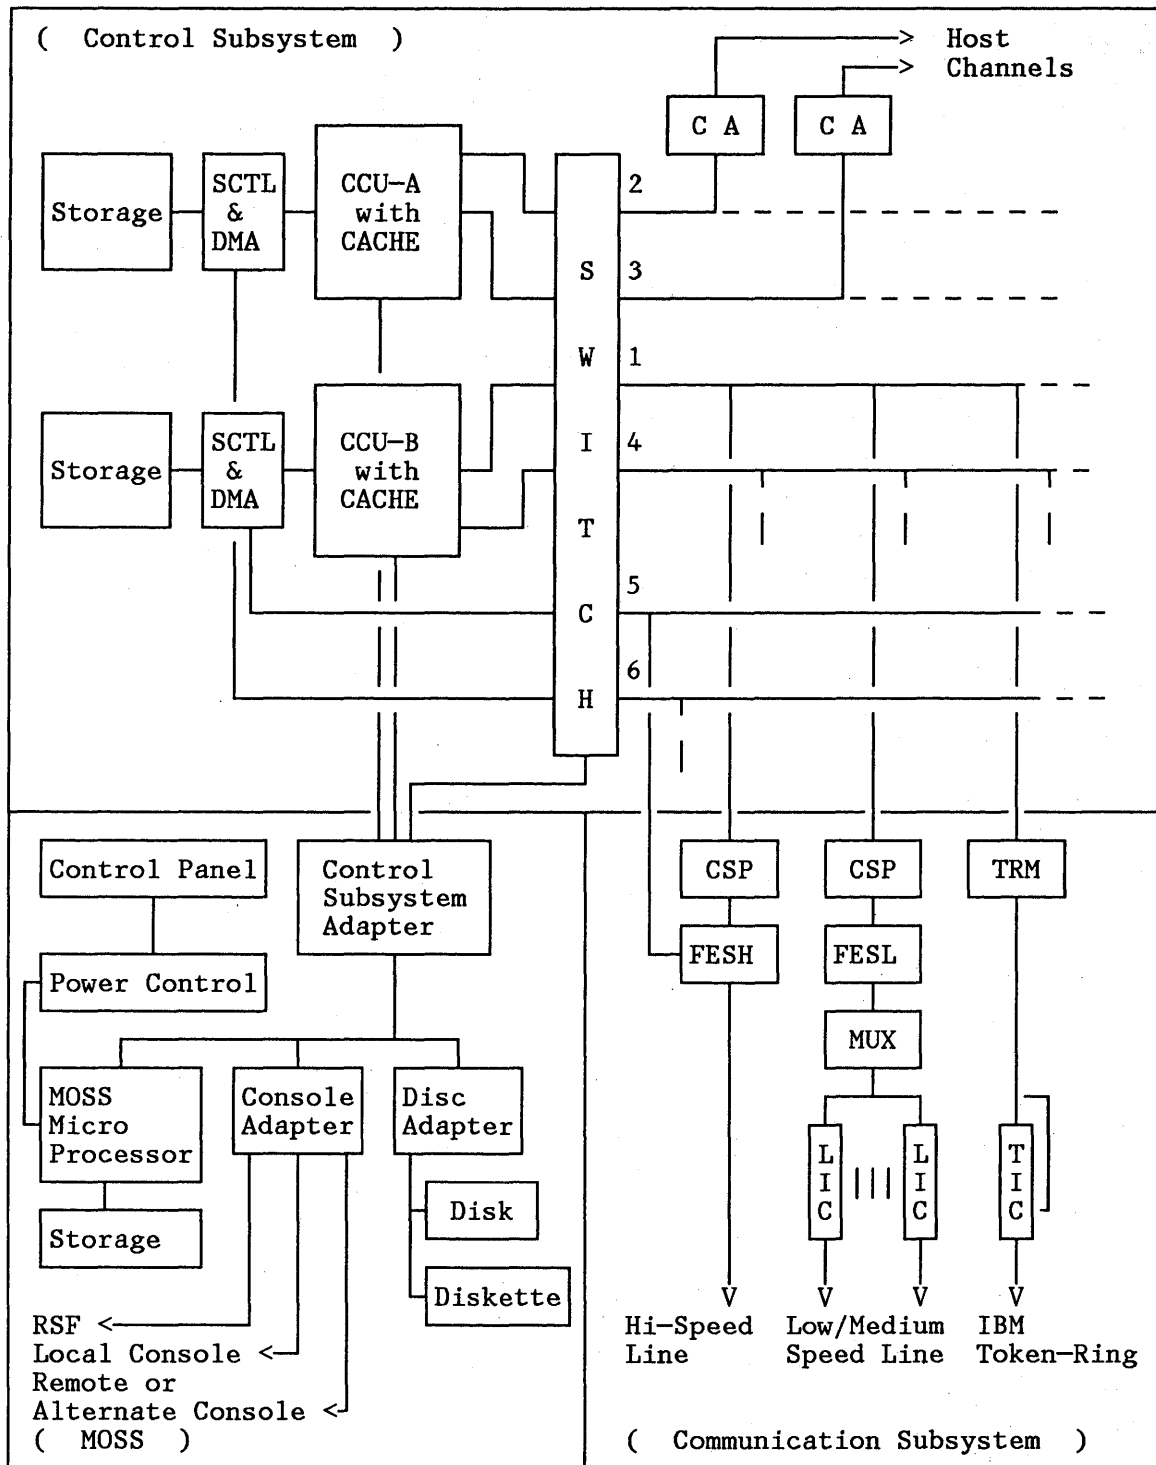 ( Control Subsystem )
Host
Channels
C A
C A
Storage
SCTL
&
DMA
CCU-A
with
CACHE
2
S
3
W
1
Storage
SCTL
&
DMA
CCU-B
with
CACHE
I
4
T
5
C
6
H
Control Panel
Control
Subsystem
Adapter
CSP
CSP
TRM
Power Control
FESH
FESL
MUX
MOSS
Micro
Processor
Console
Adapter
Disc
Adapter
LIC
LIC
TIC
Storage
Disk
Diskette
RSF <
Local Console <
Remote or
Alternate Console <
Hi-Speed
Line
Low/Medium
Speed Line
IBM
Token-Ring
( MOSS )
( Communication Subsystem )